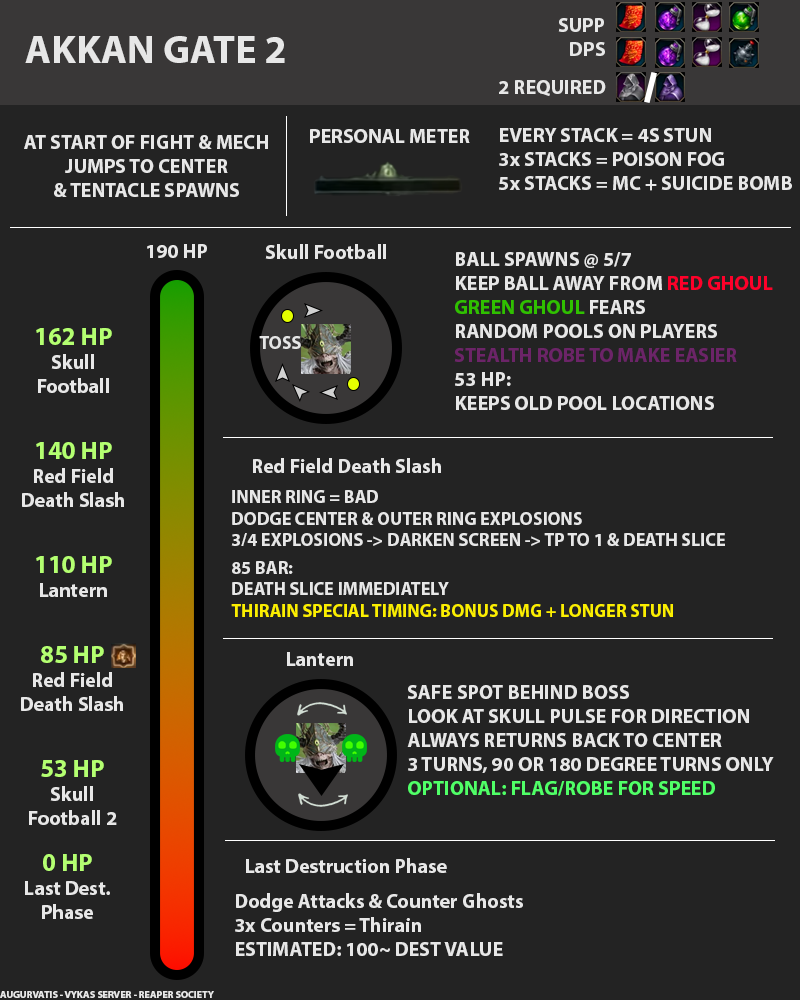 AKKAN GATE 2
SUPP
DPS
2 REQUIRED
AT START OF FIGHT & MECH
JUMPS TO CENTER
& TENTACLE SPAWNS
PERSONAL METER
EVERY STACK = 4S STUN
3x STACKS = POISON FOG
5x STACKS = MC + SUICIDE BOMB
190 HP
162 HP
Skull
Football
140 HP
Red Field
Death Slash
110 HP
Lantern
85 HP
Red Field
Death Slash
53 HP
Skull
Football 2
0 HP
Last Dest.
Phase
Skull Football
TOSS
BALL SPAWNS @ 5/7
KEEP BALL AWAY FROM RED GHOUL
GREEN GHOUL FEARS
RANDOM POOLS ON PLAYERS
STEALTH ROBE TO MAKE EASIER
53 HP:
KEEPS OLD POOL LOCATIONS
Red Field Death Slash
INNER RING = BAD
DODGE CENTER & OUTER RING EXPLOSIONS
3/4 EXPLOSIONS -> DARKEN SCREEN -> TP TO 1 & DEATH SLICE
85 BAR:
DEATH SLICE IMMEDIATELY
THIRAIN SPECIAL TIMING: BONUS DMG + LONGER STUN
Lantern
SAFE SPOT BEHIND BOSS
LOOK AT SKULL PULSE FOR DIRECTION
ALWAYS RETURNS BACK TO CENTER
3 TURNS, 90 OR 180 DEGREE TURNS ONLY
OPTIONAL: FLAG/ROBE FOR SPEED
Last Destruction Phase
Dodge Attacks & Counter Ghosts
3x Counters = Thirain
ESTIMATED: 100~ DEST VALUE
AUGURVATIS - VYKAS SERVER - REAPER SOCIETY